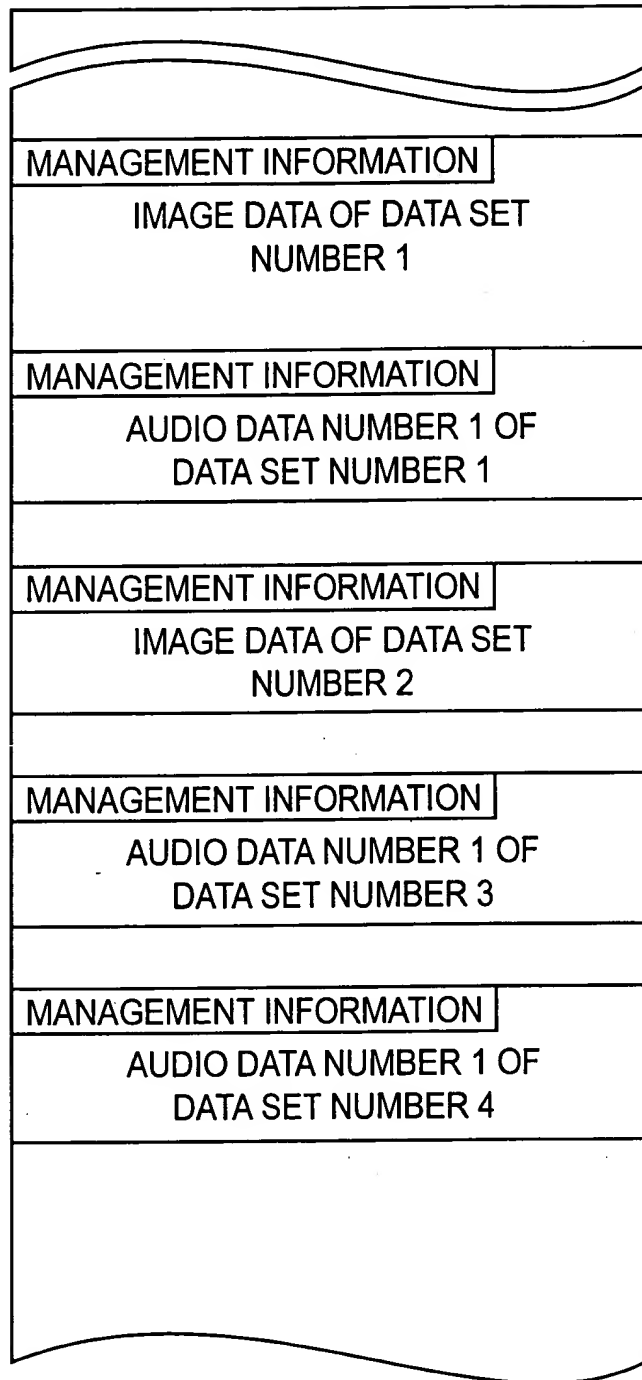 MANAGEMENT INFORMATION
IMAGE DATA OF DATA SET
NUMBER 1
MANAGEMENT INFORMATION
AUDIO DATA NUMBER 1 OF
DATA SET NUMBER 1
MANAGEMENT INFORMATION
IMAGE DATA OF DATA SET
NUMBER 2
MANAGEMENT INFORMATION
AUDIO DATA NUMBER 1 OF
DATA SET NUMBER 3
MANAGEMENT INFORMATION
AUDIO DATA NUMBER 1 OF
DATA SET NUMBER 4